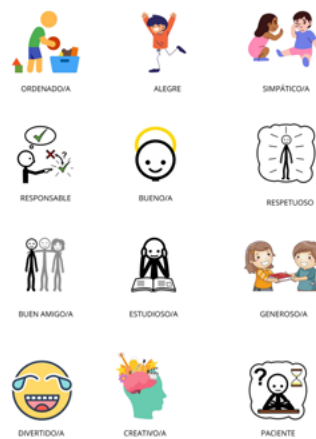 ORDENADO/A
ALEGRE
SIMPÁTICO/A
RESPONSABLE
BUENO/A
RESPETUOSO
BUEN AMIGO/A
ESTUDIOSO/A
GENEROSO/A
DIVERTIDO/A
CREATIVO/A
PACIENTE